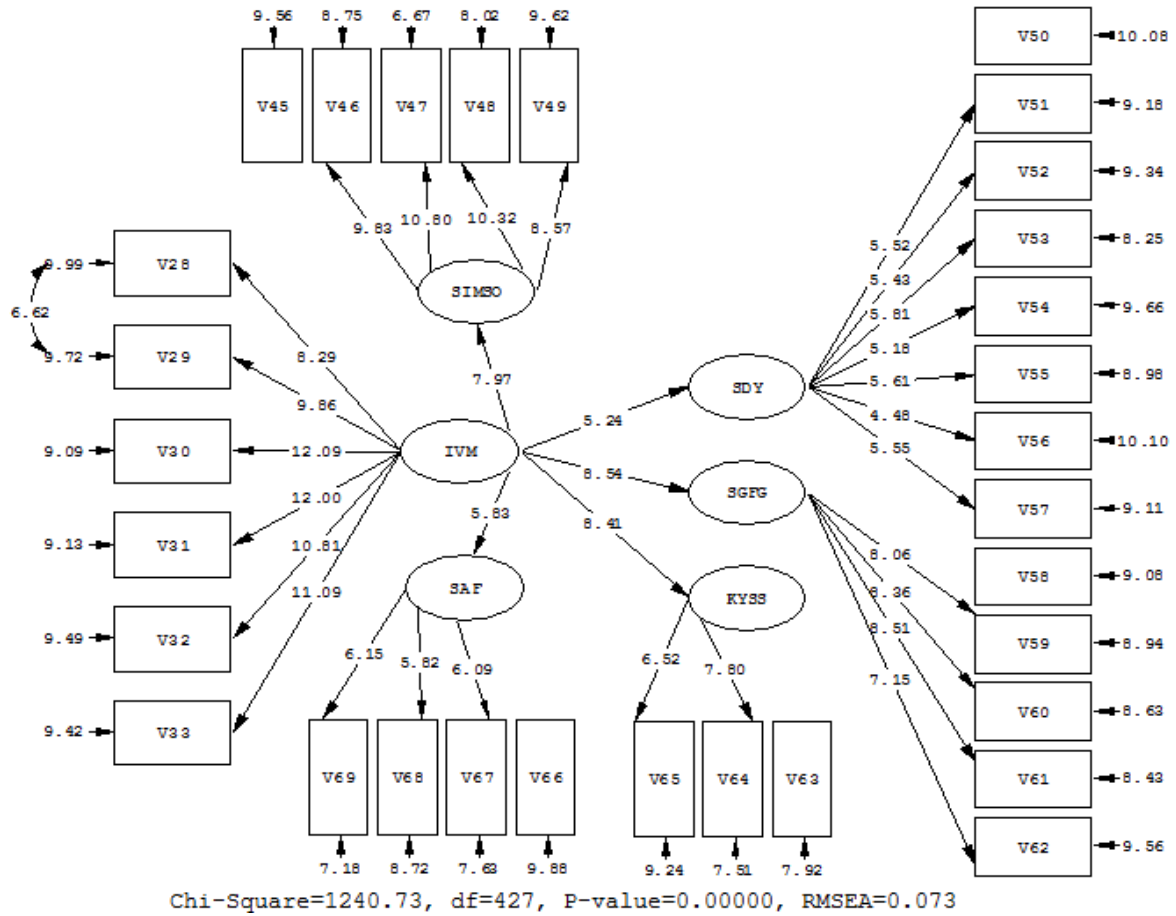 9.56 8.75 6.67 8.02 9.62
V45 V46 V47 V48 V49
9.83 10.80 10.32 8.57
SIMSO
7.97
V50 10.08
V51 9.18
V52 9.34
V53 8.25
V54 9.66
V55 8.98
V56 10.10
V57 9.11
V58 9.08
V59 8.94
V60 8.63
V61 8.43
V62 9.56
5.52
5.43
5.81
5.18
5.61
4.48
5.55
SDY
5.24
SGFG
8.54
8.06
8.36
8.51
7.15
KYSS
8.41
6.52 7.80
V65 V64 V63
9.24 7.51 7.92
9.99 V28
6.62
9.72 V29
9.09 V30
9.13 V31
9.49 V32
9.42 V33
8.29
9.86
12.09
12.00
10.81
11.09
IVM
5.83
SAF
6.15 5.82 6.09
V69 V68 V67 V66
7.18 8.72 7.63 9.88
Chi-Square=1240.73, df=427, P-value=0.00000, RMSEA=0.073